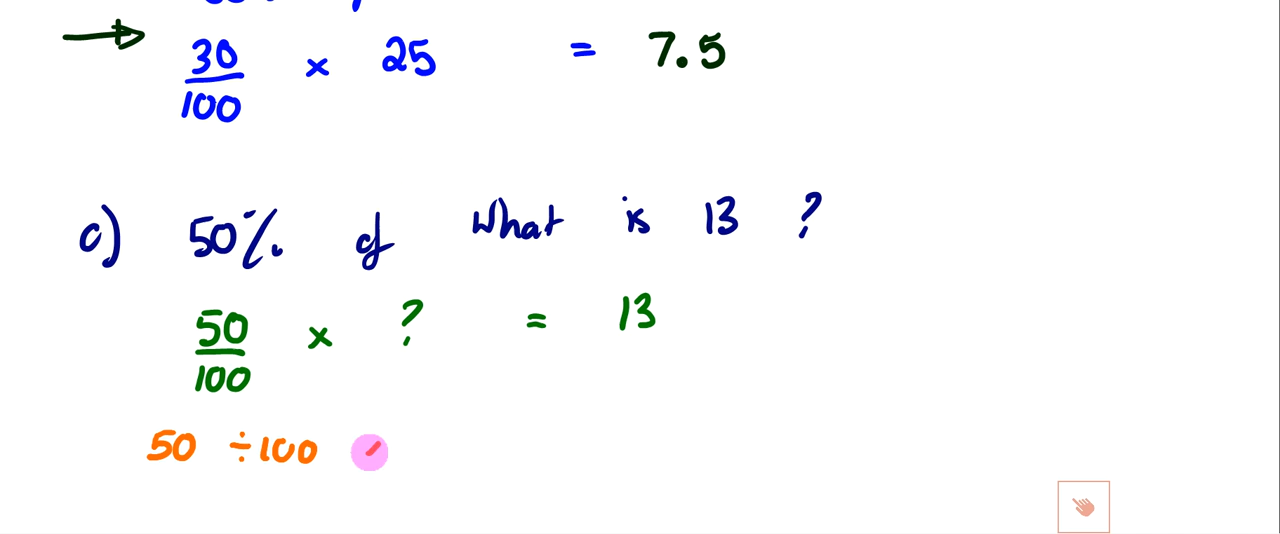 30/100 × 25 = 7.5
c) 50% of what is 13 ?
50/100 × ? = 13
50 ÷ 100